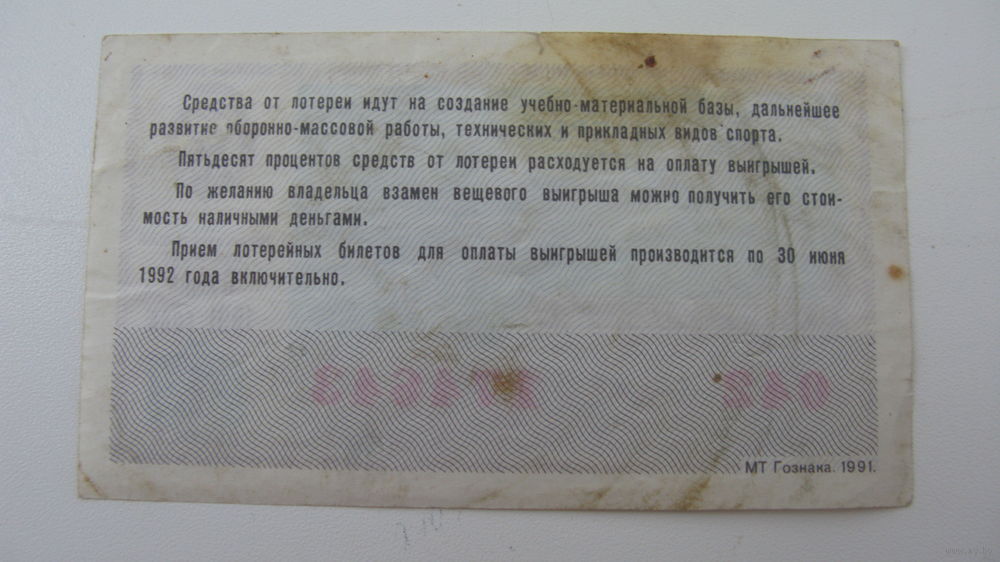 Средства от лотереи идут на создание учебно-материальной базы, дальнейшее
развитие оборонно-массовой работы, технических и прикладных видов спорта.
Пятьдесят процентов средств от лотереи расходуется на оплату выигрышей.
По желанию владельца взамен вещевого выигрыша можно получить его стои-
мость наличными деньгами.
Прием лотерейных билетов для оплаты выигрышей производится по 30 июня
1992 года включительно.
МТ Гознака. 1991.